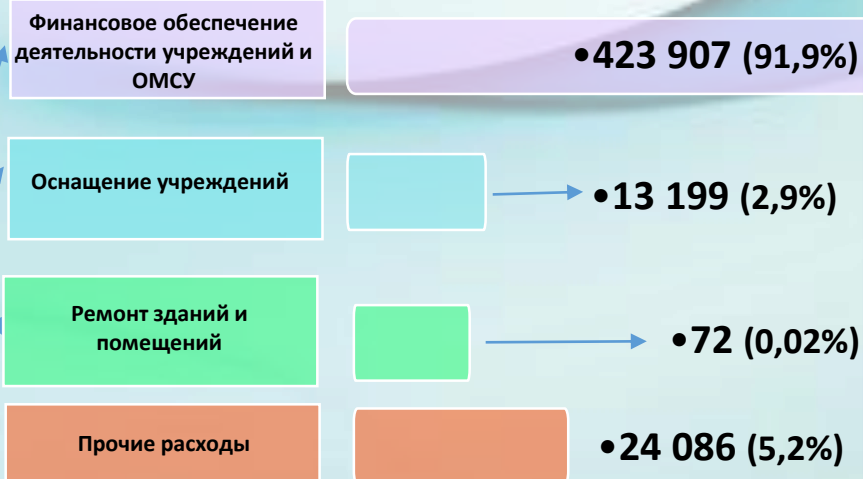 Финансовое обеспечение
деятельности учреждений и
ОМСУ
•423 907 (91,9%)
Оснащение учреждений
•13 199 (2,9%)
Ремонт зданий и
помещений
•72 (0,02%)
Прочие расходы
•24 086 (5,2%)